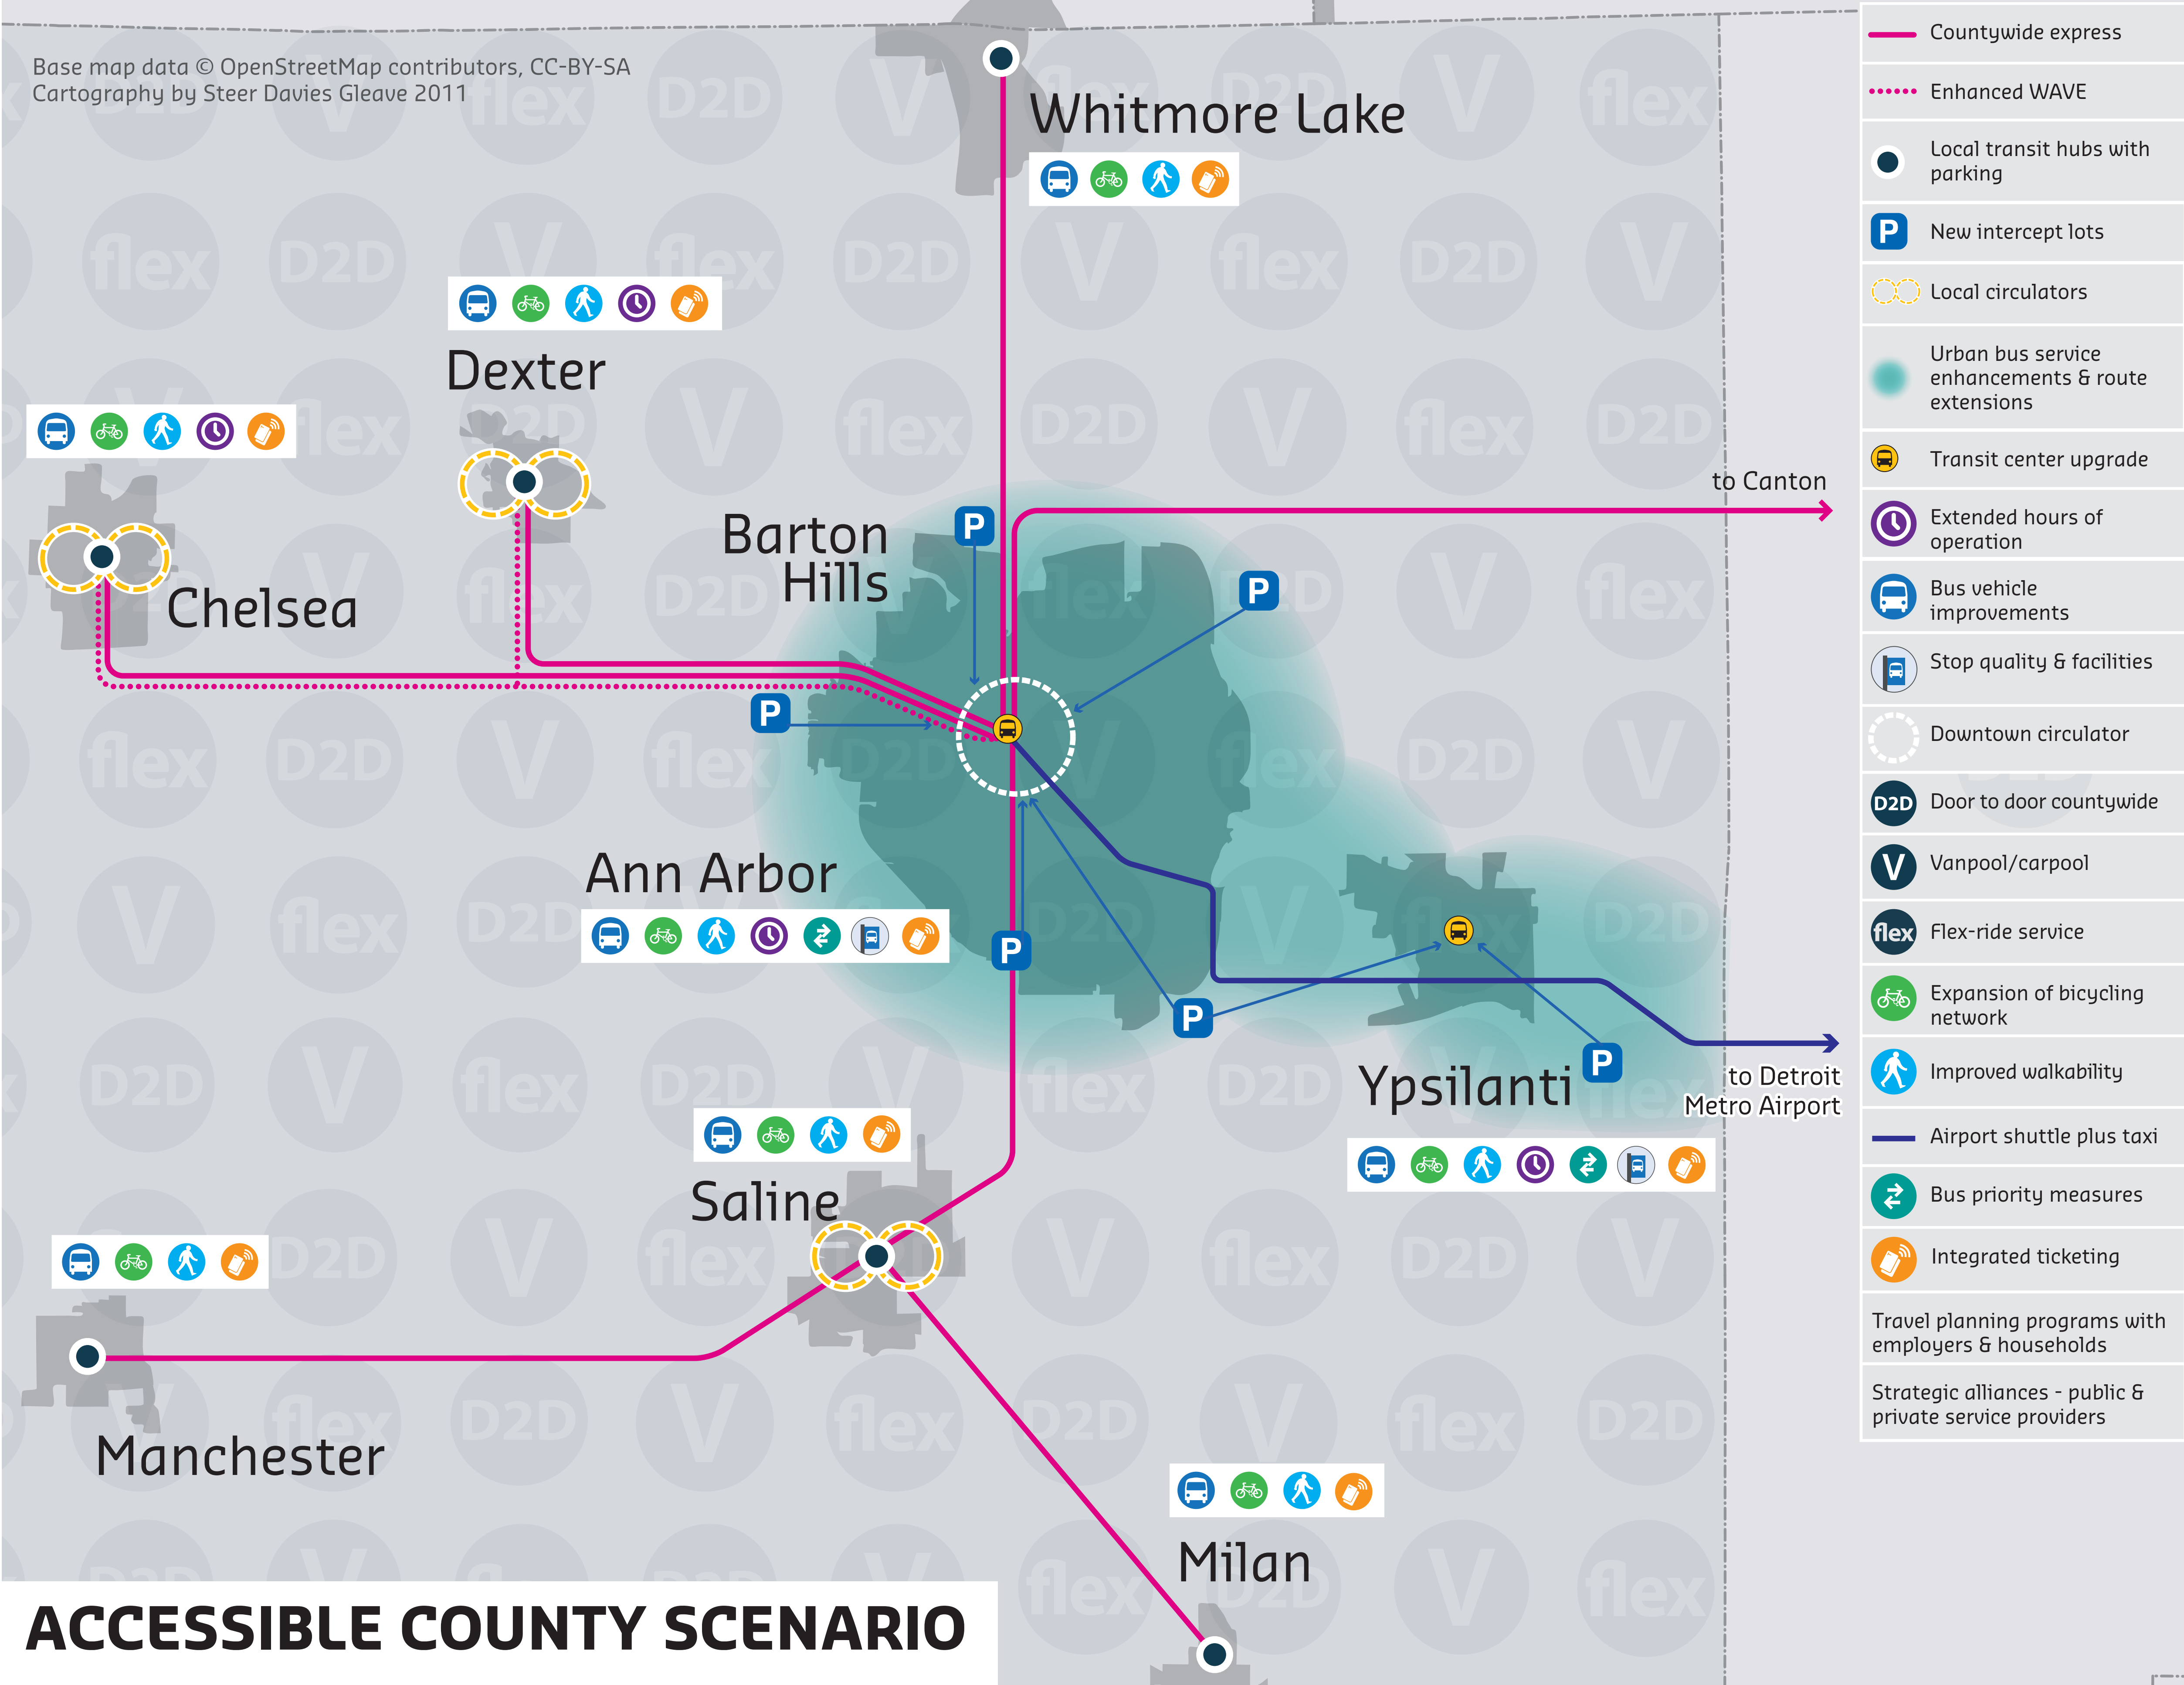 Base map data © OpenStreetMap contributors, CC-BY-SA
Cartography by Steer Davies Gleave 2011
Whitmore Lake
Dexter
Chelsea
Barton
Hills
to Canton
Ann Arbor
Ypsilanti
to Detroit
Metro Airport
Saline
Manchester
Milan
ACCESSIBLE COUNTY SCENARIO
P
P
P
P
P
P
Countywide express
Enhanced WAVE
Local transit hubs with
parking
P
New intercept lots
Local circulators
Urban bus service
enhancements & route
extensions
Transit center upgrade
Extended hours of
operation
Bus vehicle
improvements
Stop quality & facilities
Downtown circulator
D2D
Door to door countywide
V
Vanpool/carpool
flex
Flex-ride service
Expansion of bicycling
network
Improved walkability
Airport shuttle plus taxi
Bus priority measures
Integrated ticketing
Travel planning programs with
employers & households
Strategic alliances - public &
private service providers